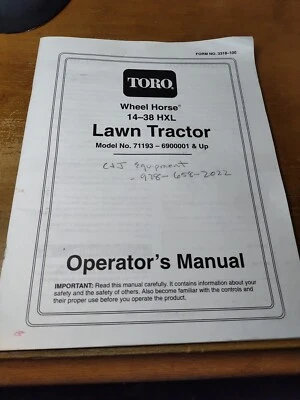 FORM NO. 3318-100
TORO.
Wheel Horse®
14–38 HXL
Lawn Tractor
Model No. 71193 – 6900001 & Up
C+J Equipment
- 978-658-2022
Operator's Manual
IMPORTANT: Read this manual carefully. It contains information about your
safety and the safety of others. Also become familiar with the controls and
their proper use before you operate the product.